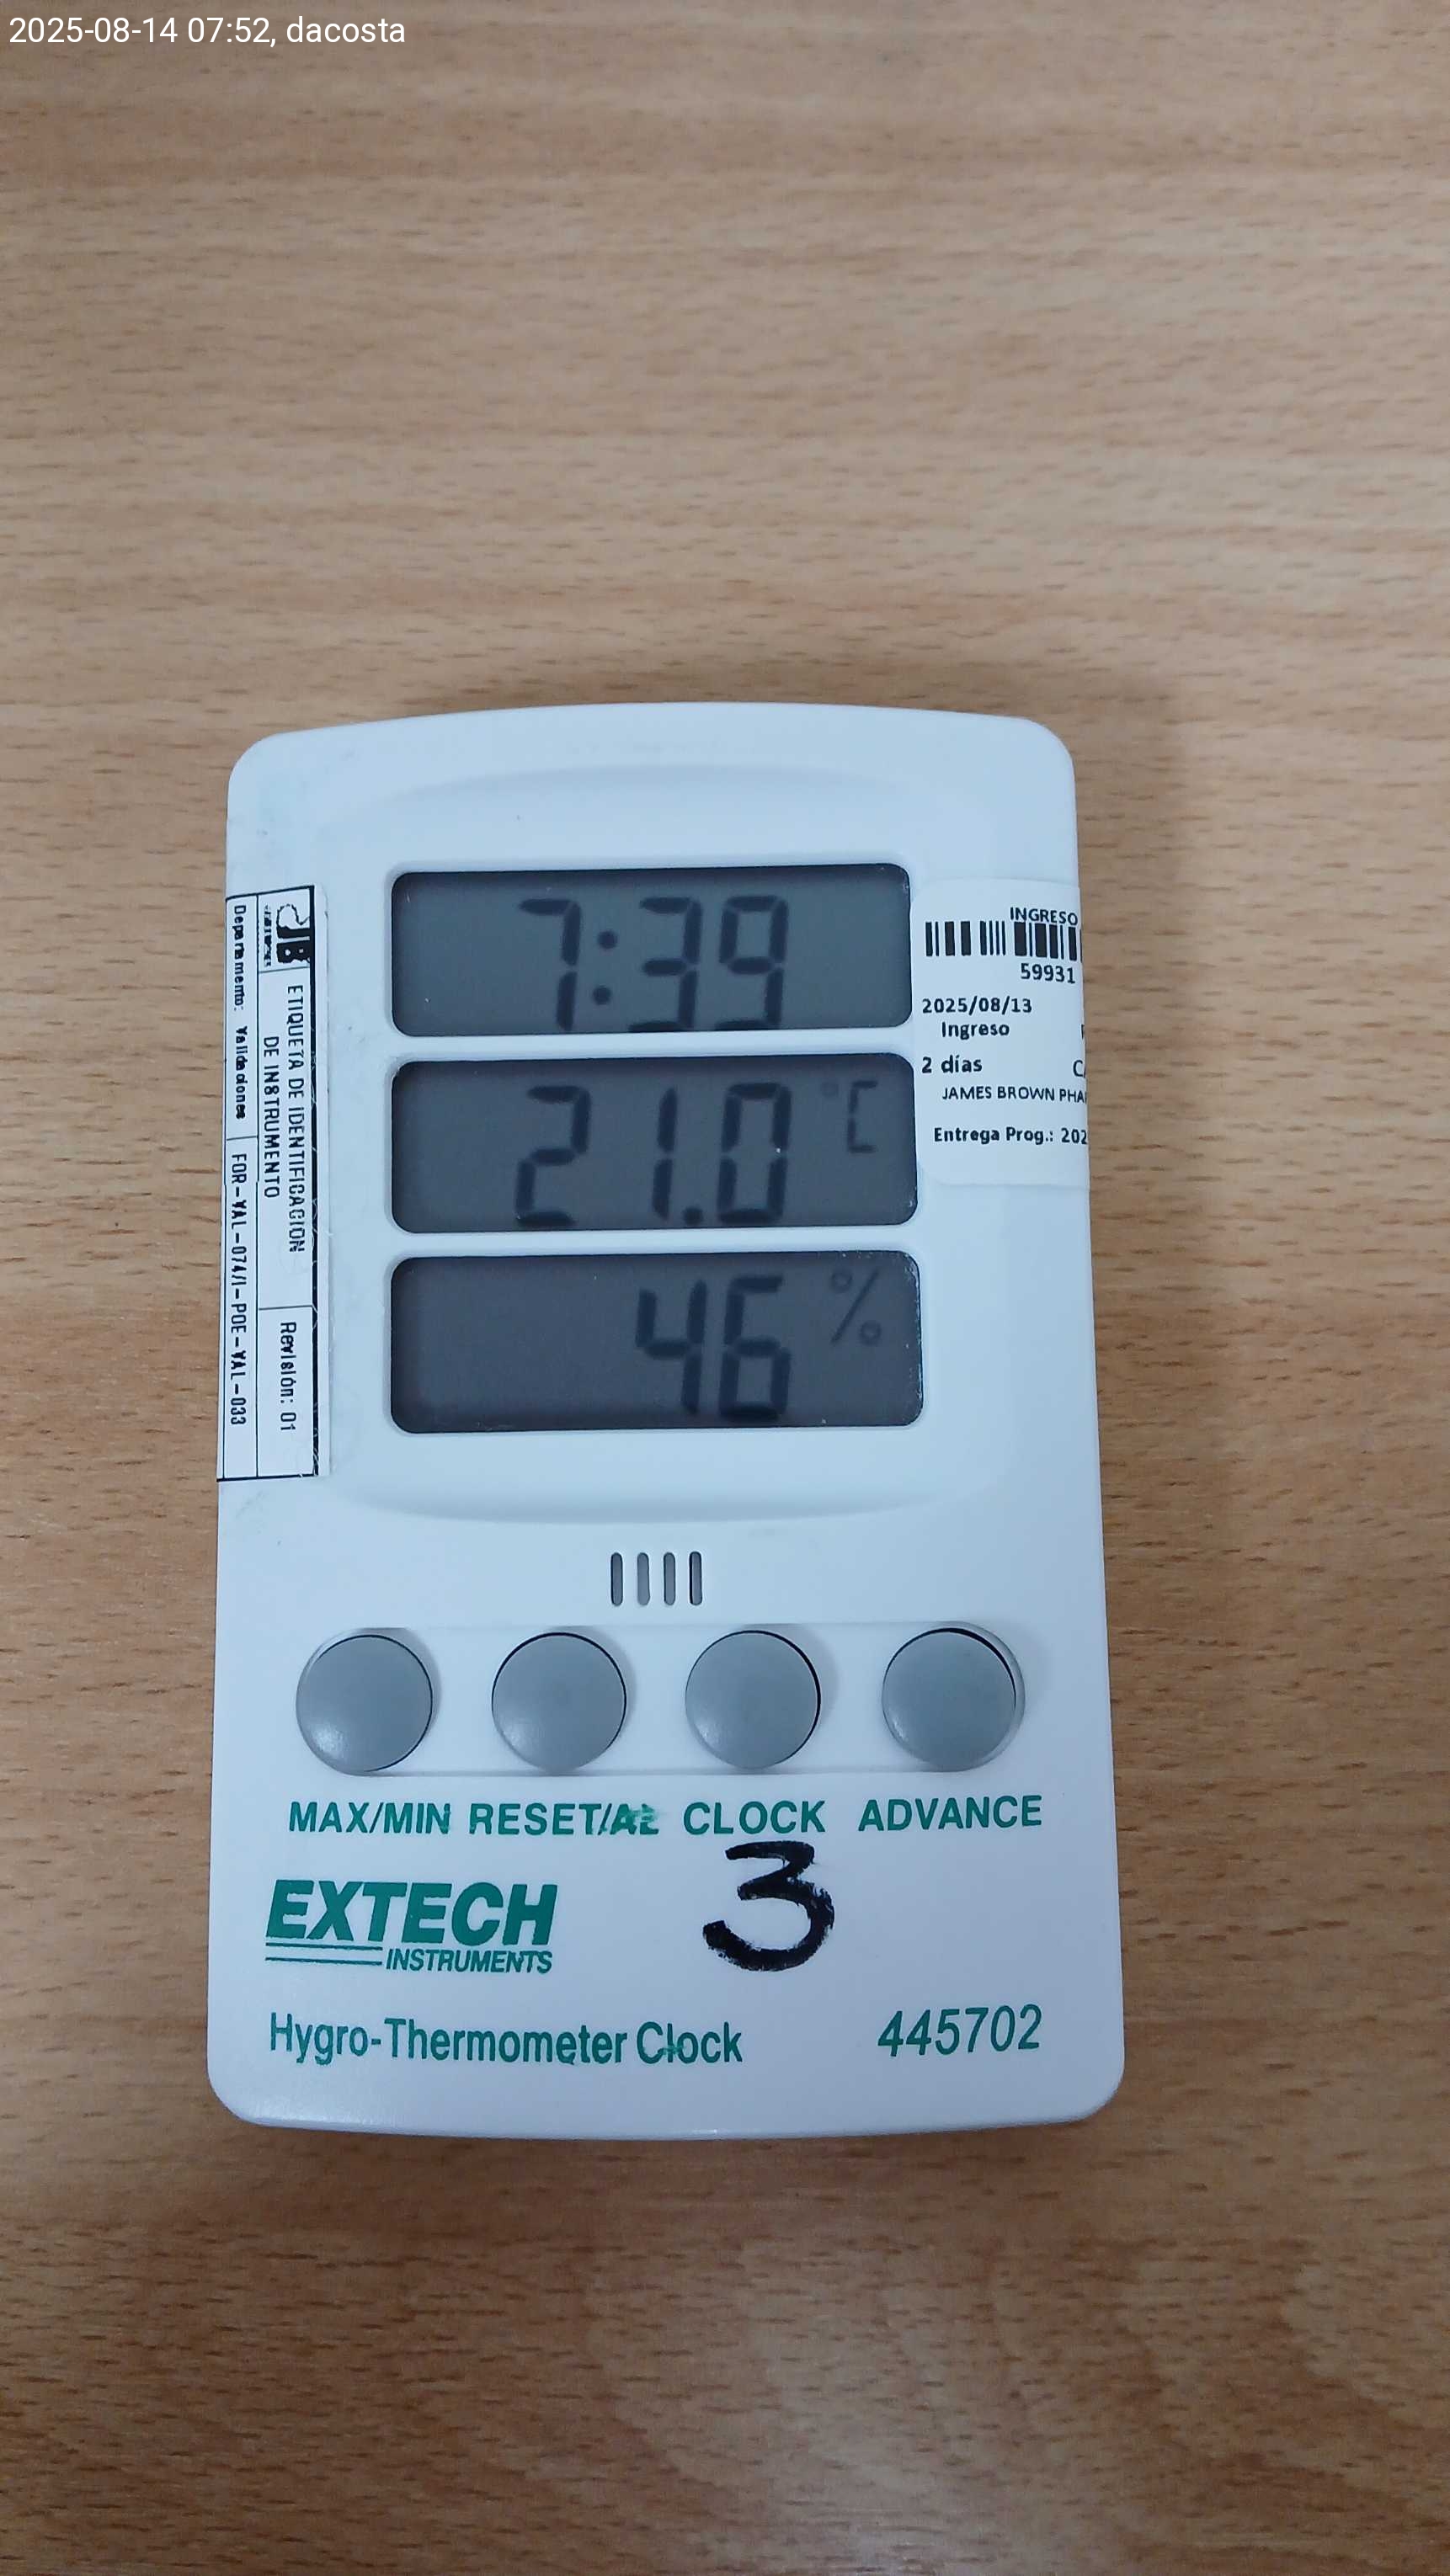 2025-08-14 07:52, dacosta
7:39
21.0 °C
46 %
INGRESO
59931
2025/08/13
Ingreso
2 días
JAMES BROWN PHA
Entrega Prog.: 202
JB
ETIQUETA DE IDENTIFICACION
DE INSTRUMENTO
Revisión: 01
Departamento: Validaciones
FOR-VAL-074/I-POE-VAL-033
MAX/MIN RESET/ CLOCK ADVANCE
3
EXTECH
INSTRUMENTS
Hygro-Thermometer Clock
445702